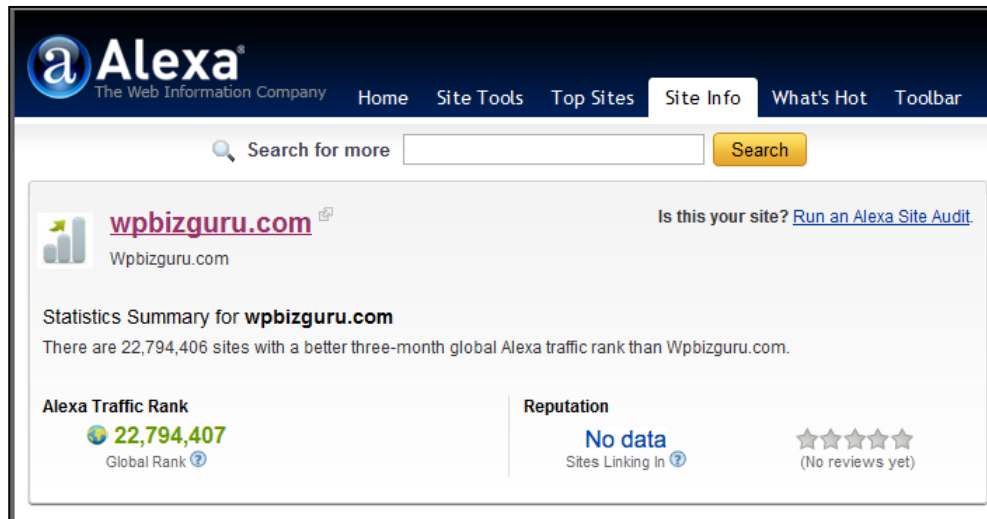 a Alexa®
The Web Information Company
Home Site Tools Top Sites Site Info What's Hot Toolbar
Search for more Search
wpbizguru.com
Is this your site? Run an Alexa Site Audit.
Wpbizguru.com
Statistics Summary for wpbizguru.com
There are 22,794,406 sites with a better three-month global Alexa traffic rank than Wpbizguru.com.
Alexa Traffic Rank
22,794,407
Global Rank ?
Reputation
No data
Sites Linking In ?
(No reviews yet)